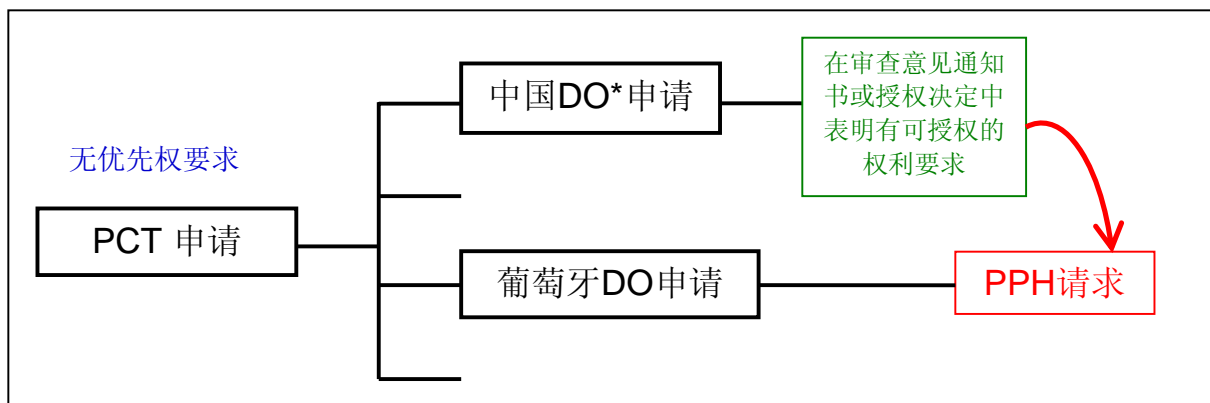 中国DO*申请
在审查意见通知
书或授权决定中
表明有可授权的
权利要求
无优先权要求
PCT 申请
葡萄牙DO申请
PPH请求